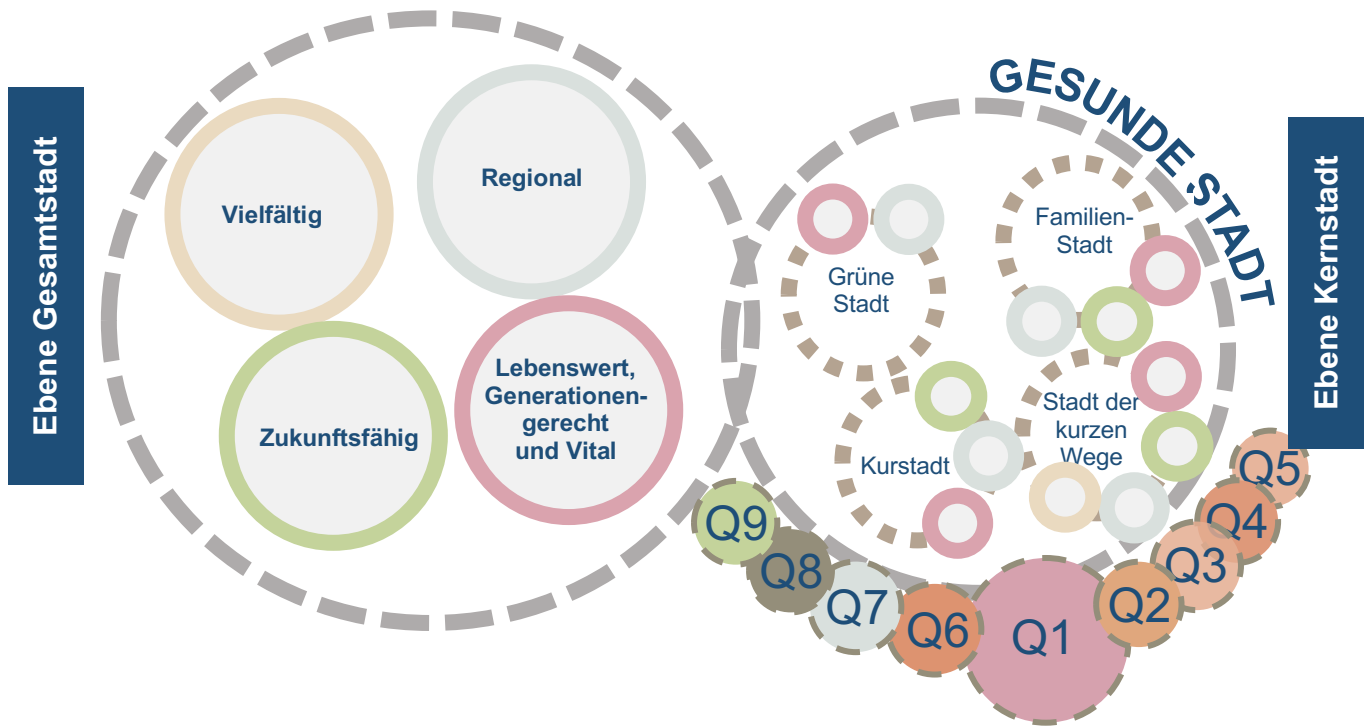 Ebene Gesamtstadt
Vielfältig
Regional
Zukunftsfähig
Lebenswert,
Generationen-
gerecht
und Vital
GESUNDE STADT
Grüne
Stadt
Familien-
Stadt
Kurstadt
Stadt der
kurzen
Wege
Ebene Kernstadt
Q9
Q8
Q7
Q6
Q1
Q2
Q3
Q4
Q5